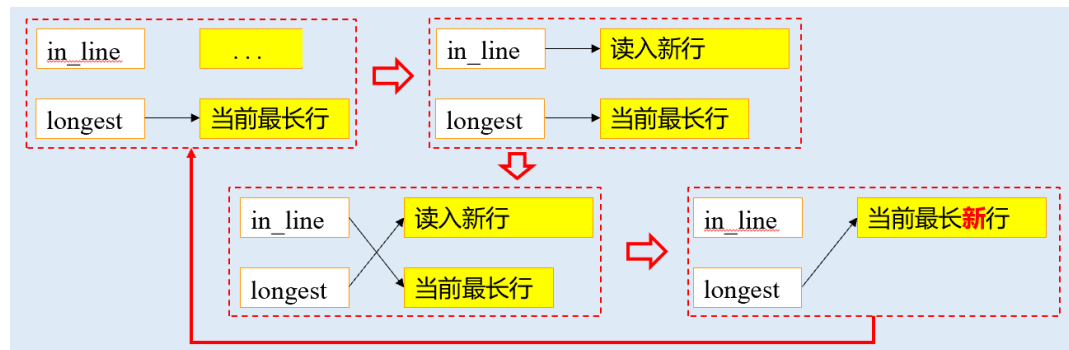 in_line
. . .
longest
当前最长行
in_line
读入新行
longest
当前最长行
in_line
读入新行
longest
当前最长行
in_line
当前最长新行
longest